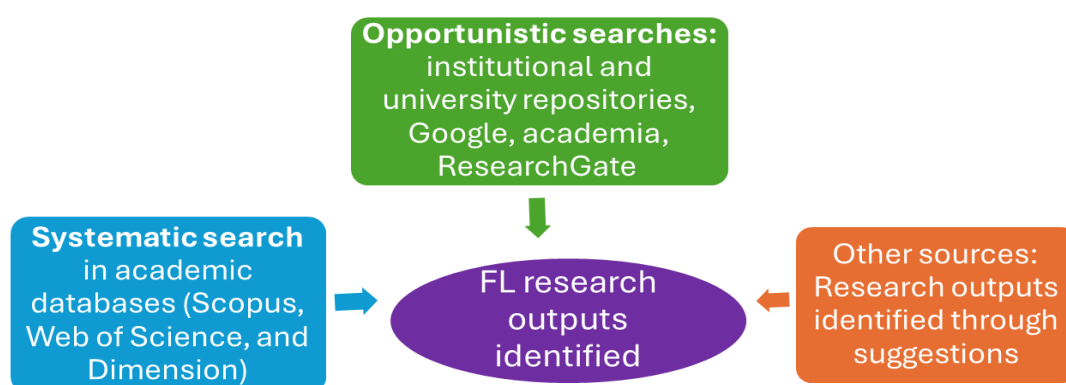 Opportunistic searches:
institutional and
university repositories,
Google, academia,
ResearchGate
Systematic search
in academic
databases (Scopus,
Web of Science, and
Dimension)
FL research
outputs
identified
Other sources:
Research outputs
identified through
suggestions